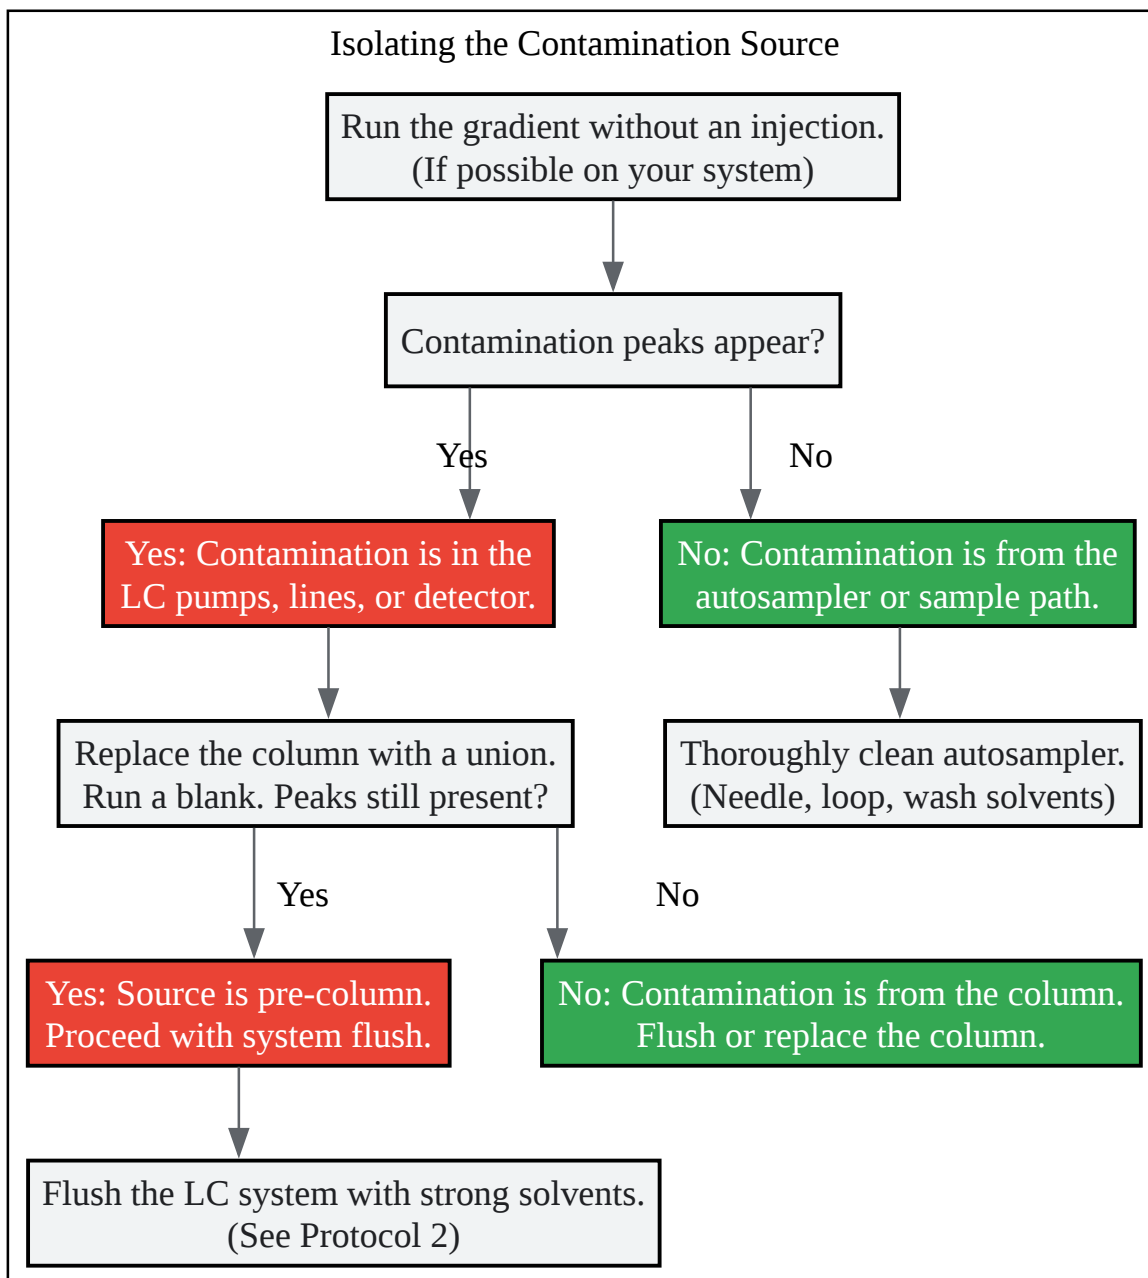 Isolating the Contamination Source
Run the gradient without an injection.
(If possible on your system)
Contamination peaks appear?
Yes
No
Yes: Contamination is in the
LC pumps, lines, or detector.
No: Contamination is from the
autosampler or sample path.
Replace the column with a union.
Run a blank. Peaks still present?
Thoroughly clean autosampler.
(Needle, loop, wash solvents)
Yes
No
Yes: Source is pre-column.
Proceed with system flush.
No: Contamination is from the column.
Flush or replace the column.
Flush the LC system with strong solvents.
(See Protocol 2)